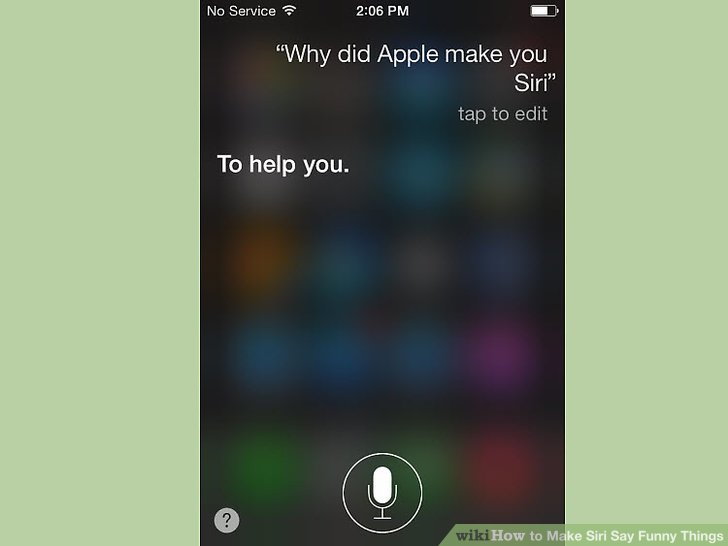 No Service 2:06 PM
“Why did Apple make you
Siri”
tap to edit
To help you.
?
wikiHow to Make Siri Say Funny Things